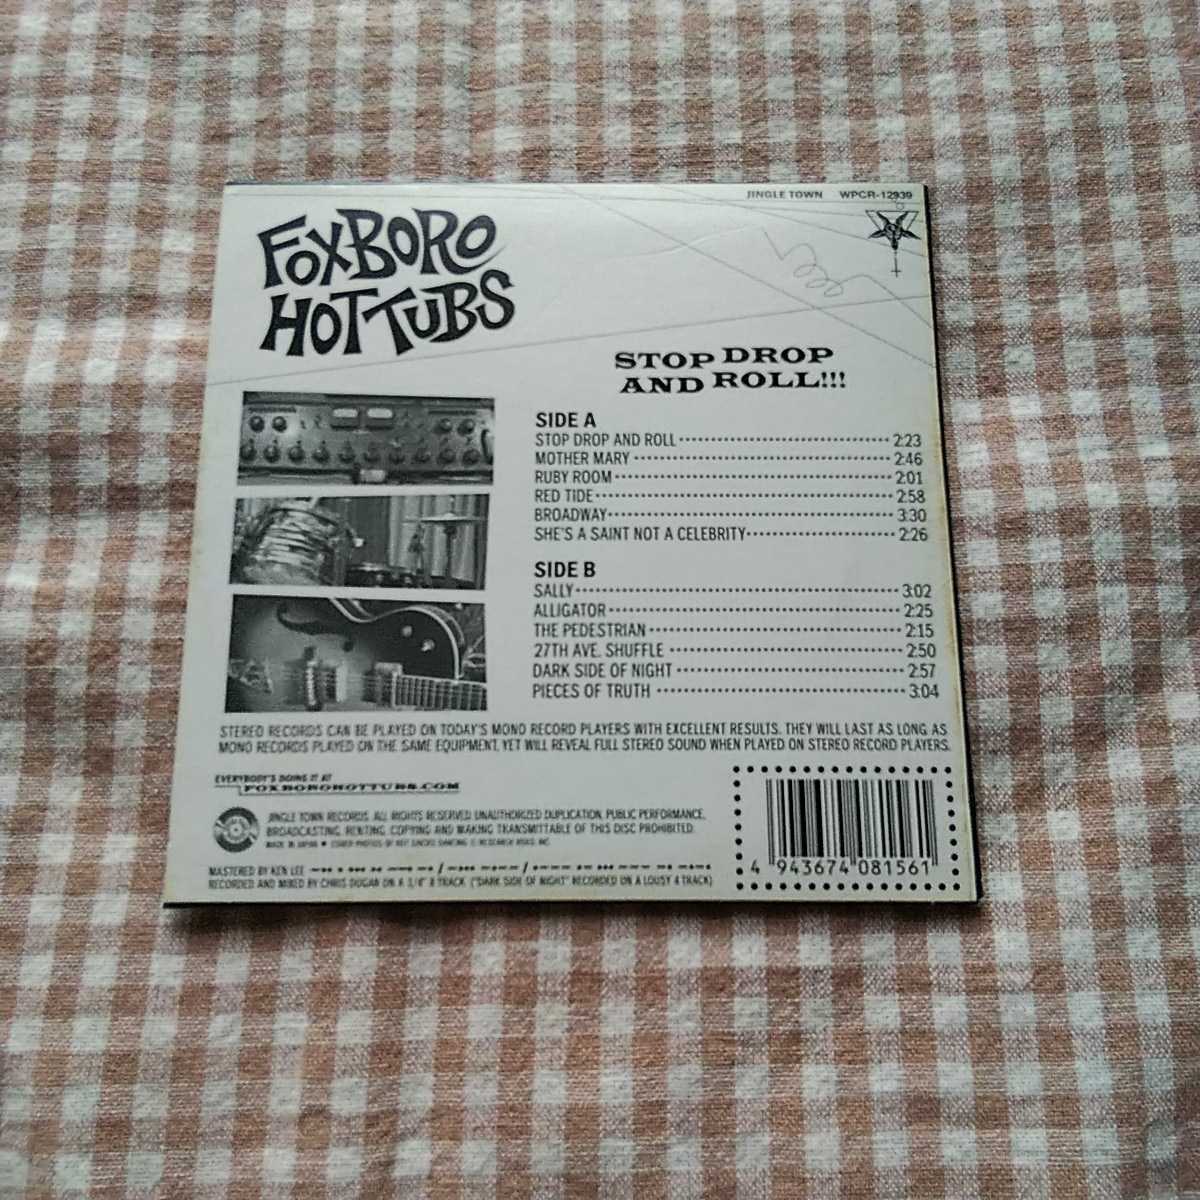 JINGLE TOWN WPCR-12939
FOXBORO
HOT TUBS
STOP DROP
AND ROLL!!!
SIDE A
STOP DROP AND ROLL 2:23
MOTHER MARY 2:46
RUBY ROOM 2:01
RED TIDE 2:58
BROADWAY 3:30
SHE'S A SAINT NOT A CELEBRITY 2:26
SIDE B
SALLY 3:02
ALLIGATOR 2:25
THE PEDESTRIAN 2:15
27TH AVE. SHUFFLE 2:50
DARK SIDE OF NIGHT 2:57
PIECES OF TRUTH 3:04
STEREO RECORDS CAN BE PLAYED ON TODAY'S MONO RECORD PLAYERS WITH EXCELLENT RESULTS. THEY WILL LAST AS LONG AS
MONO RECORDS PLAYED ON THE SAME EQUIPMENT, YET WILL REVEAL FULL STEREO SOUND WHEN PLAYED ON STEREO RECORD PLAYERS.
EVERYBODY'S DOING IT AT
FOXBOROHOTTUBS.COM
JINGLE TOWN RECORDS. ALL RIGHTS RESERVED. UNAUTHORIZED DUPLICATION, PUBLIC PERFORMANCE,
BROADCASTING, RENTING, COPYING AND MAKING TRANSMITTABLE OF THIS DISC PROHIBITED.
MADE IN JAPAN
MASTERED BY KEN LEE
RECORDED AND MIXED BY CHRIS DUGAN ON A 1/4" 8 TRACK ("DARK SIDE OF NIGHT" RECORDED ON A LOUSY 4 TRACK)
4 943674 081561